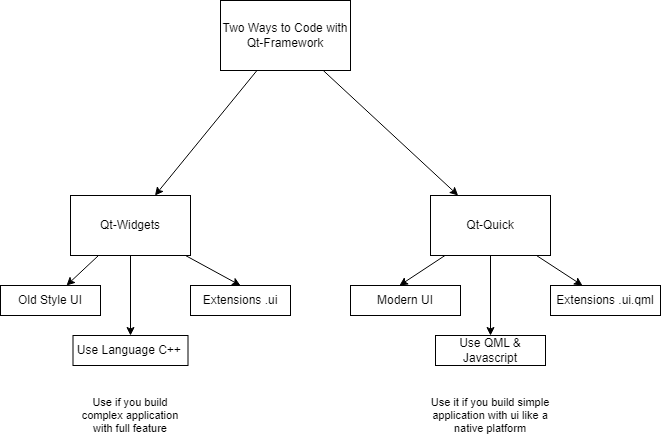 Two Ways to Code with
Qt-Framework
Qt-Widgets
Qt-Quick
Old Style UI
Extensions .ui
Modern UI
Extensions .ui.qml
Use Language C++
Use QML &
Javascript
Use if you build
complex application
with full feature
Use it if you build simple
application with ui like a
native platform